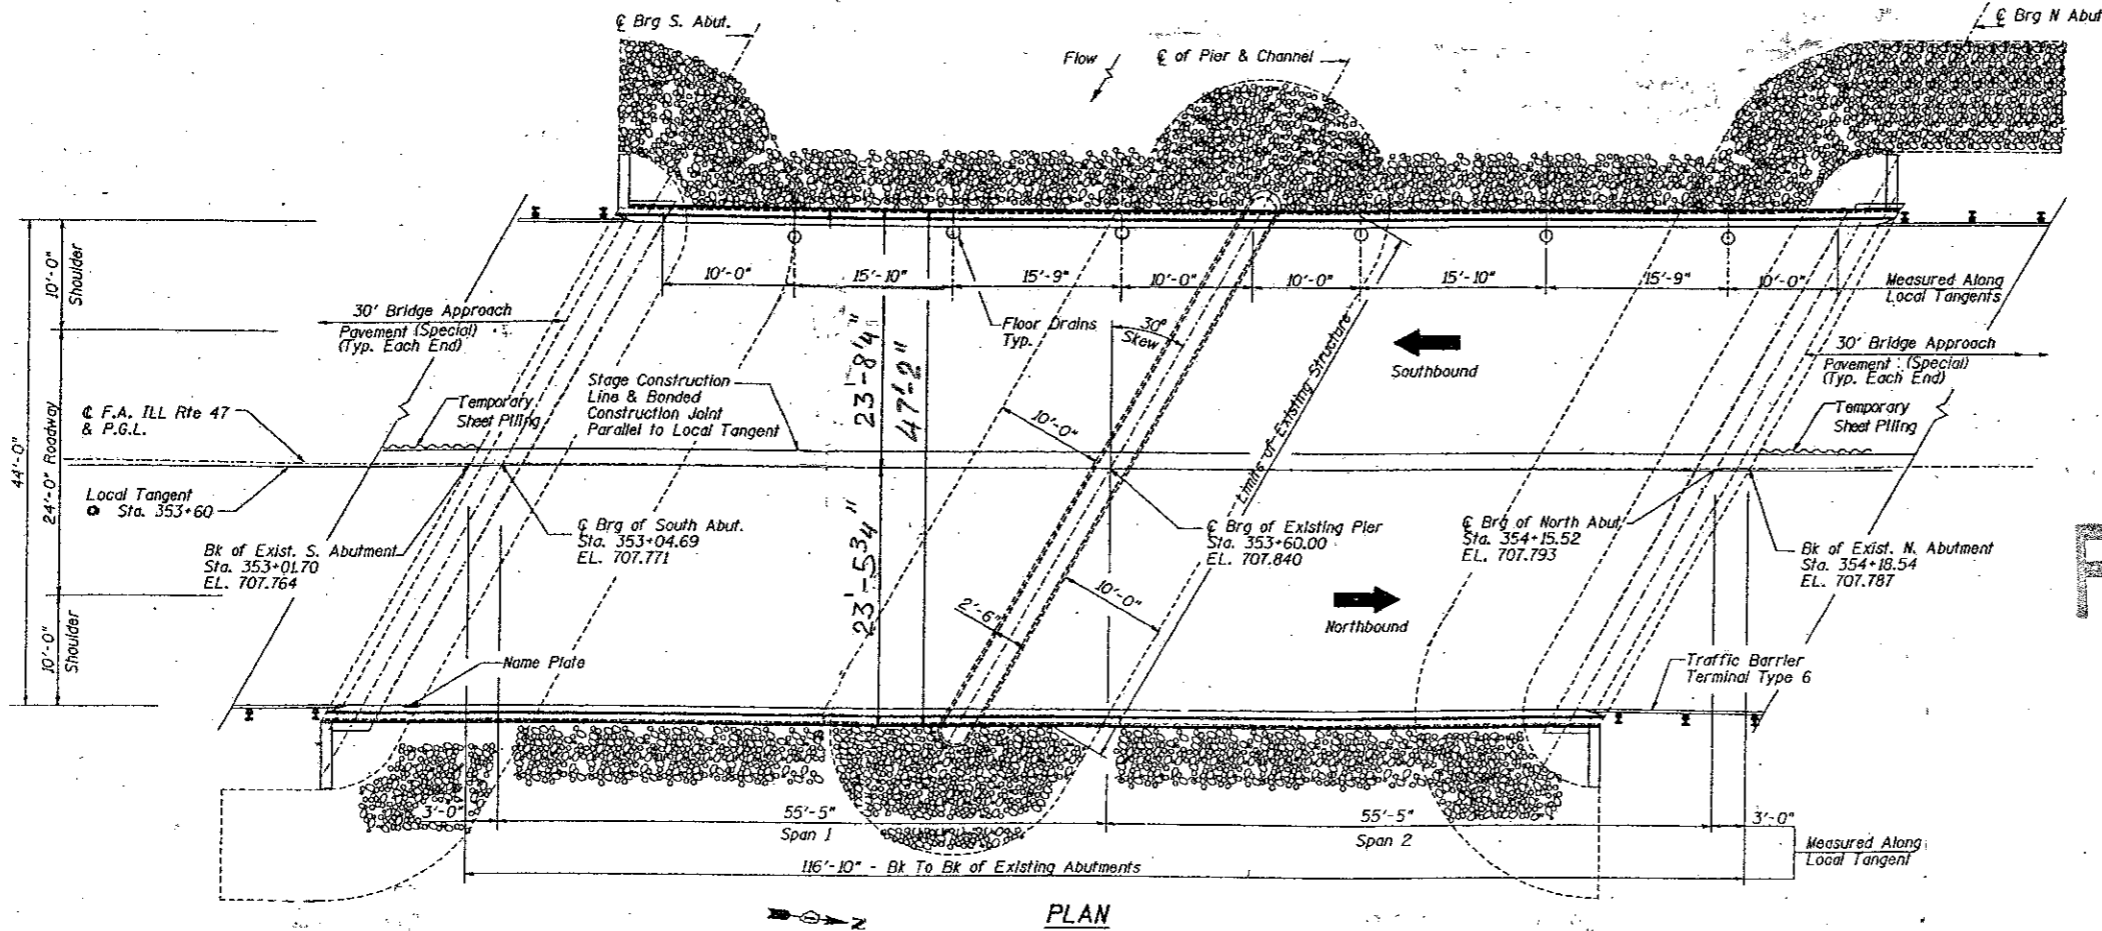 ℄ Brg S. Abut.
Flow
℄ of Pier & Channel
℄ Brg N Abut
10'-0"
Shoulder
24'-0" Roadway
10'-0"
Shoulder
44'-0"
30' Bridge Approach
Pavement (Special)
(Typ. Each End)
10'-0"
15'-10"
15'-9"
10'-0"
10'-0"
15'-10"
15'-9"
10'-0"
Measured Along
Local Tangents
Floor Drains
Typ.
30°
Skew
Southbound
30' Bridge Approach
Pavement (Special)
(Typ. Each End)
23'-8¼"
47'-2"
23'-5¾"
Stage Construction
Line & Bonded
Construction Joint
Parallel to Local Tangent
Temporary
Sheet Piling
℄ F.A. ILL Rte 47
& P.G.L.
10'-0"
Limits of Existing Structure
Temporary
Sheet Piling
Local Tangent
@ Sta. 353+60
Bk of Exist. S. Abutment
Sta. 353+01.70
EL. 707.764
℄ Brg of South Abut.
Sta. 353+04.69
EL. 707.771
℄ Brg of Existing Pier
Sta. 353+60.00
EL. 707.840
℄ Brg of North Abut.
Sta. 354+15.52
EL. 707.793
Bk of Exist. N. Abutment
Sta. 354+18.54
EL. 707.787
2'-6"
10'-0"
Northbound
Name Plate
Traffic Barrier
Terminal Type 6
3'-0"
55'-5"
Span 1
55'-5"
Span 2
3'-0"
Measured Along
Local Tangent
116'-10" - Bk To Bk of Existing Abutments
N
PLAN